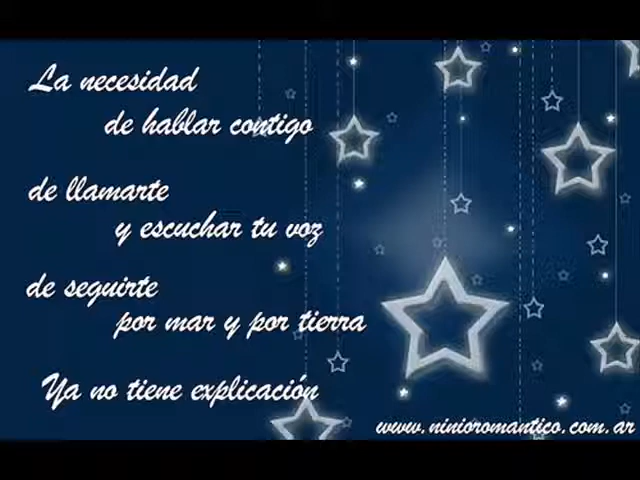 La necesidad
de hablar contigo
de llamarte
y escuchar tu voz
de seguirte
por mar y por tierra
Ya no tiene explicación
www.ninioromantico.com.ar